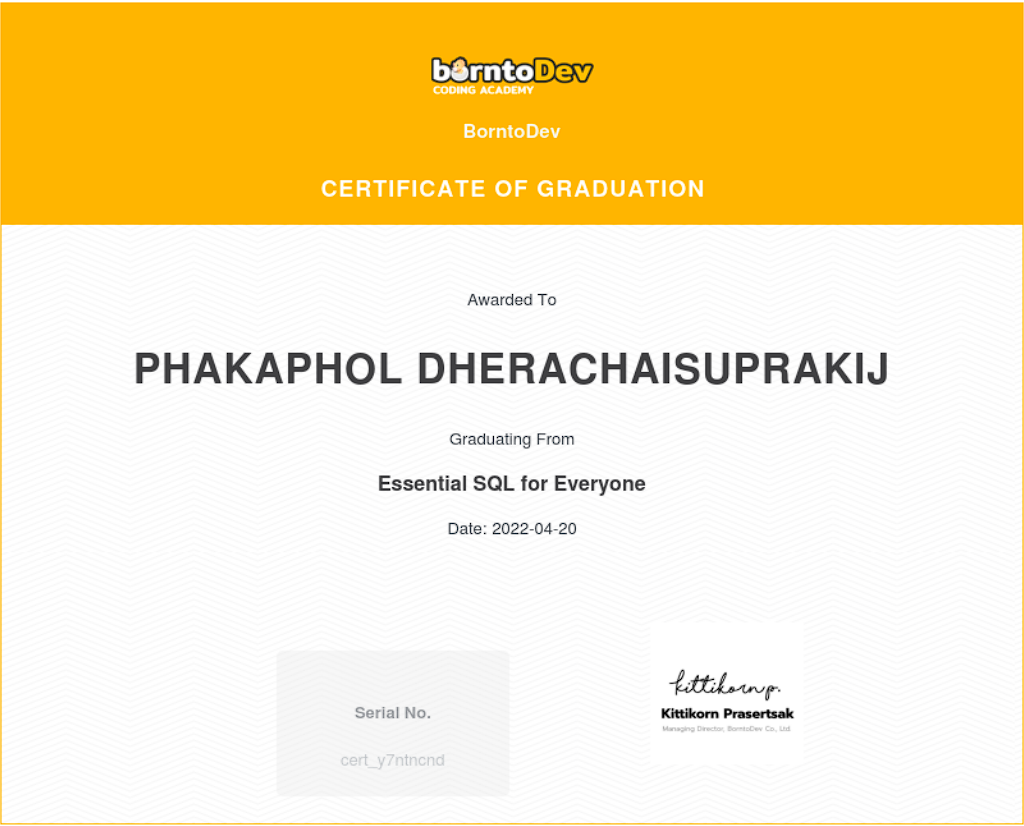 borntoDev
CODING ACADEMY
BorntoDev
CERTIFICATE OF GRADUATION
Awarded To
PHAKAPHOL DHERACHAISUPRAKIJ
Graduating From
Essential SQL for Everyone
Date: 2022-04-20
kittikorn p.
Kittikorn Prasertsak
Managing Director, BorntoDev Co., Ltd.
Serial No.
cert_y7ntncnd